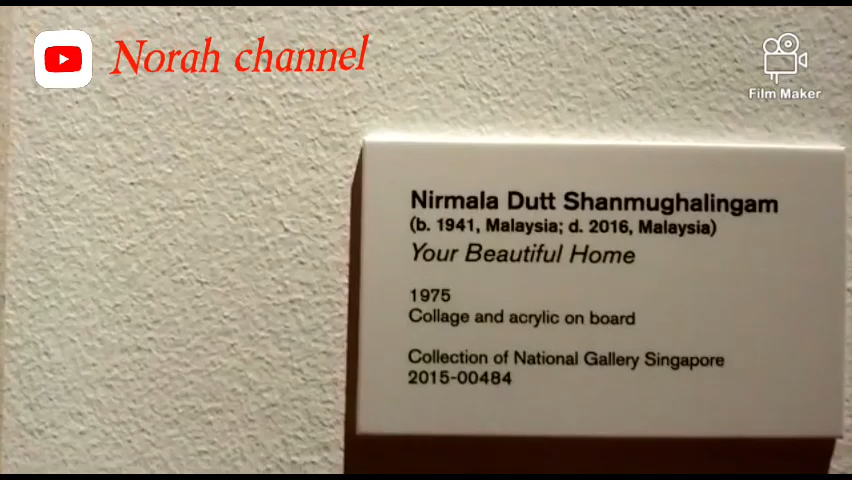 Norah channel
Film Maker
Nirmala Dutt Shanmughalingam
(b. 1941, Malaysia; d. 2016, Malaysia)
Your Beautiful Home
1975
Collage and acrylic on board
Collection of National Gallery Singapore
2015-00484